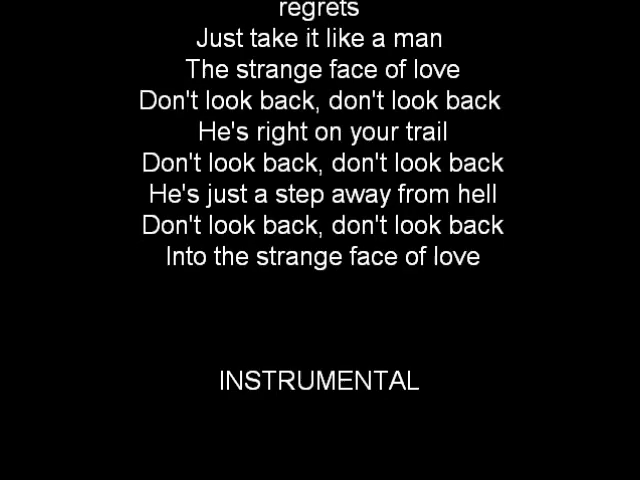 regrets
Just take it like a man
The strange face of love
Don't look back, don't look back
He's right on your trail
Don't look back, don't look back
He's just a step away from hell
Don't look back, don't look back
Into the strange face of love
INSTRUMENTAL